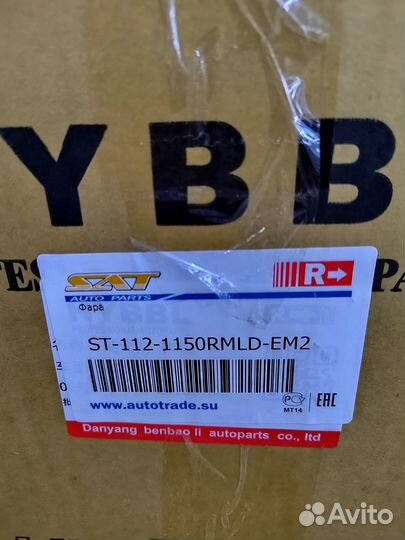 YBB
SAT
AUTO PARTS
R
Фара
ST-112-1150RMLD-EM2
www.autotrade.su
МТ14
EAC
Danyang benbao li autoparts co., ltd
Avito